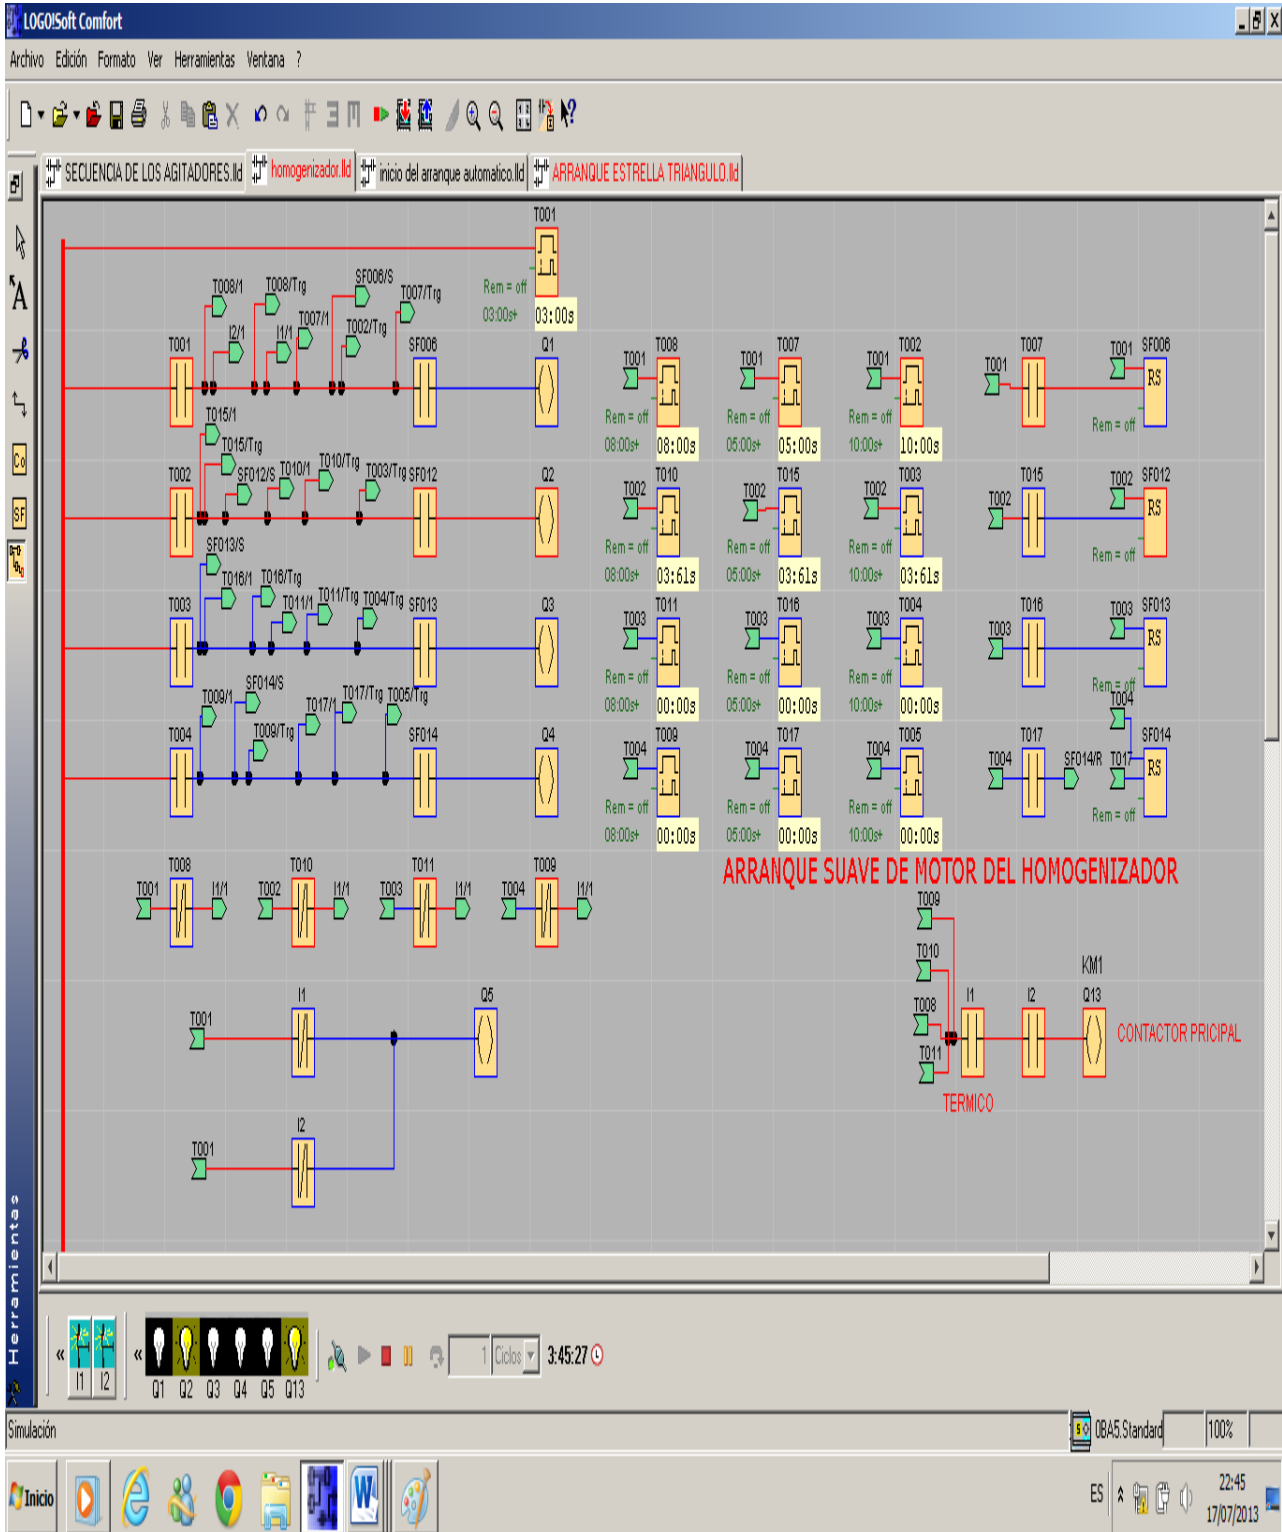 LOGO!Soft Comfort
Archivo Edición Formato Ver Herramientas Ventana ?
SECUENCIA DE LOS AGITADORES.lld homogenizador.lld inicio del arranque automatico.lld ARRANQUE ESTRELLA TRIANGULO.lld
T001
Rem = off
03:00s+ 03:00s
T008/1 T008/Trg SF006/S T007/Trg
I2/1 I1/1 T007/1 T002/Trg
T001 SF006 Q1 T008 T007 T002 T007 SF006
T001 T001 T001 T001 T001
RS
Rem = off Rem = off Rem = off Rem = off
08:00s+ 08:00s 05:00s+ 05:00s 10:00s+ 10:00s
T015/1
T015/Trg SF012/S T010/1 T010/Trg T003/Trg
T002 SF012 Q2 T010 T015 T003 T015 SF012
T002 T002 T002 T002 T002
RS
Rem = off Rem = off Rem = off Rem = off
08:00s+ 03:61s 05:00s+ 03:61s 10:00s+ 03:61s
SF013/S
T016/1 T016/Trg T011/1 T011/Trg T004/Trg
T003 SF013 Q3 T011 T016 T004 T016 SF013
T003 T003 T003 T003 T003
RS
Rem = off Rem = off Rem = off Rem = off
08:00s+ 00:00s 05:00s+ 00:00s 10:00s+ 00:00s
T009/1 SF014/S T009/Trg T017/1 T017/Trg T005/Trg
T004
T004 SF014 Q4 T009 T017 T005 T017 SF014
T004 T004 T004 T004 SF014/R T017
RS
Rem = off Rem = off Rem = off Rem = off
08:00s+ 00:00s 05:00s+ 00:00s 10:00s+ 00:00s
T008 T010 T011 T009
T001 I1/1 T002 I1/1 T003 I1/1 T004 I1/1
ARRANQUE SUAVE DE MOTOR DEL HOMOGENIZADOR
T009
T010
KM1
T008 I1 I2 Q13
CONTACTOR PRICIPAL
T011
TERMICO
I1 Q5
T001
I2
T001
Herramientas
Co
SF
I1 I2
Q1 Q2 Q3 Q4 Q5 Q13
1 Ciclos 3:45:27
Simulación
0BA5.Standard 100%
Inicio
ES 22:45
17/07/2013